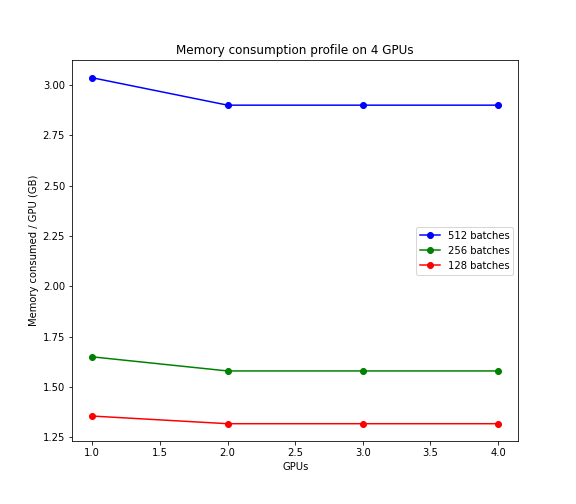 Memory consumption profile on 4 GPUs
Memory consumed / GPU (GB)
3.00
2.75
2.50
2.25
2.00
1.75
1.50
1.25
512 batches
256 batches
128 batches
1.0 1.5 2.0 2.5 3.0 3.5 4.0
GPUs